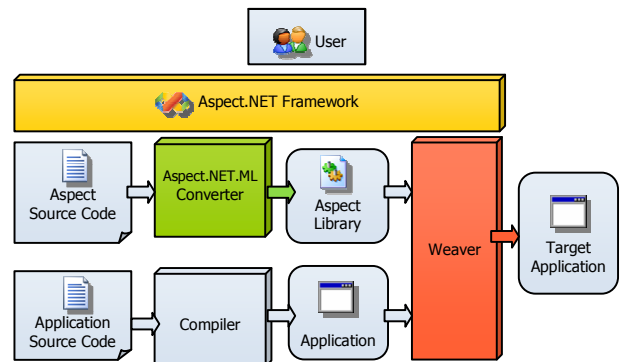 User
Aspect.NET Framework
Aspect
Source Code
Aspect.NET.ML
Converter
Aspect
Library
Weaver
Target
Application
Application
Source Code
Compiler
Application